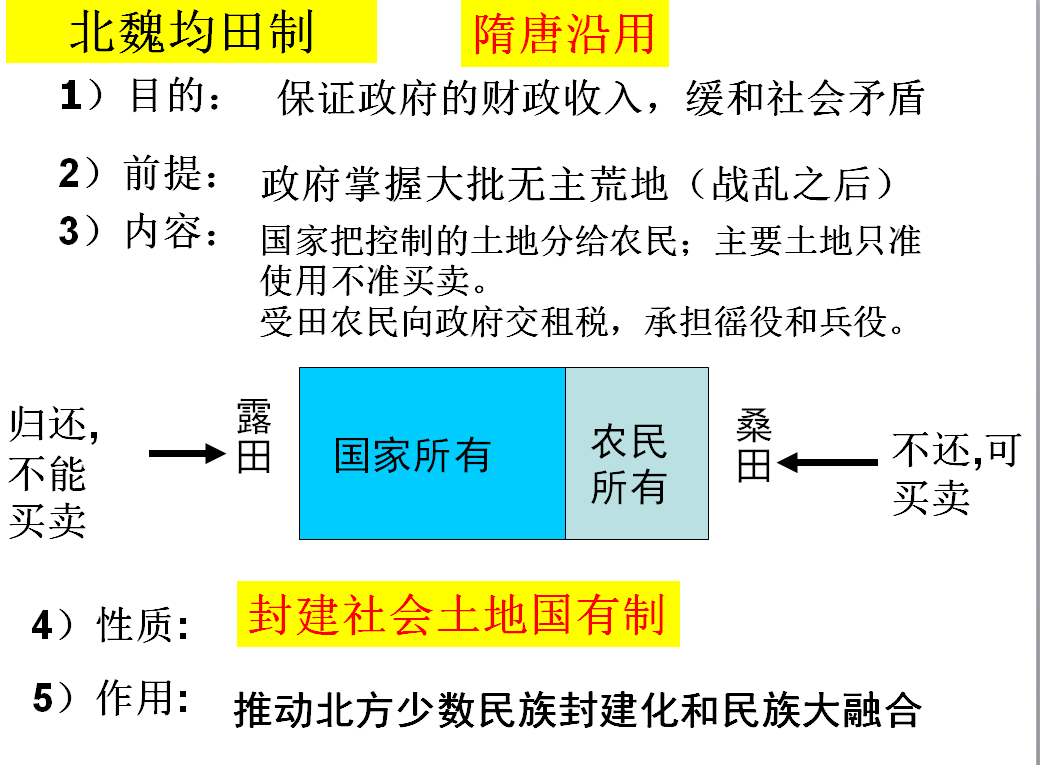 北魏均田制
隋唐沿用
1）目的：
保证政府的财政收入，缓和社会矛盾
2）前提：
政府掌握大批无主荒地（战乱之后）
3）内容：
国家把控制的土地分给农民；主要土地只准
使用不准买卖。
受田农民向政府交租税，承担徭役和兵役。
归还,
不能
买卖
露
田
国家所有
农民
所有
桑
田
不还,可
买卖
4）性质:
封建社会土地国有制
5）作用:
推动北方少数民族封建化和民族大融合